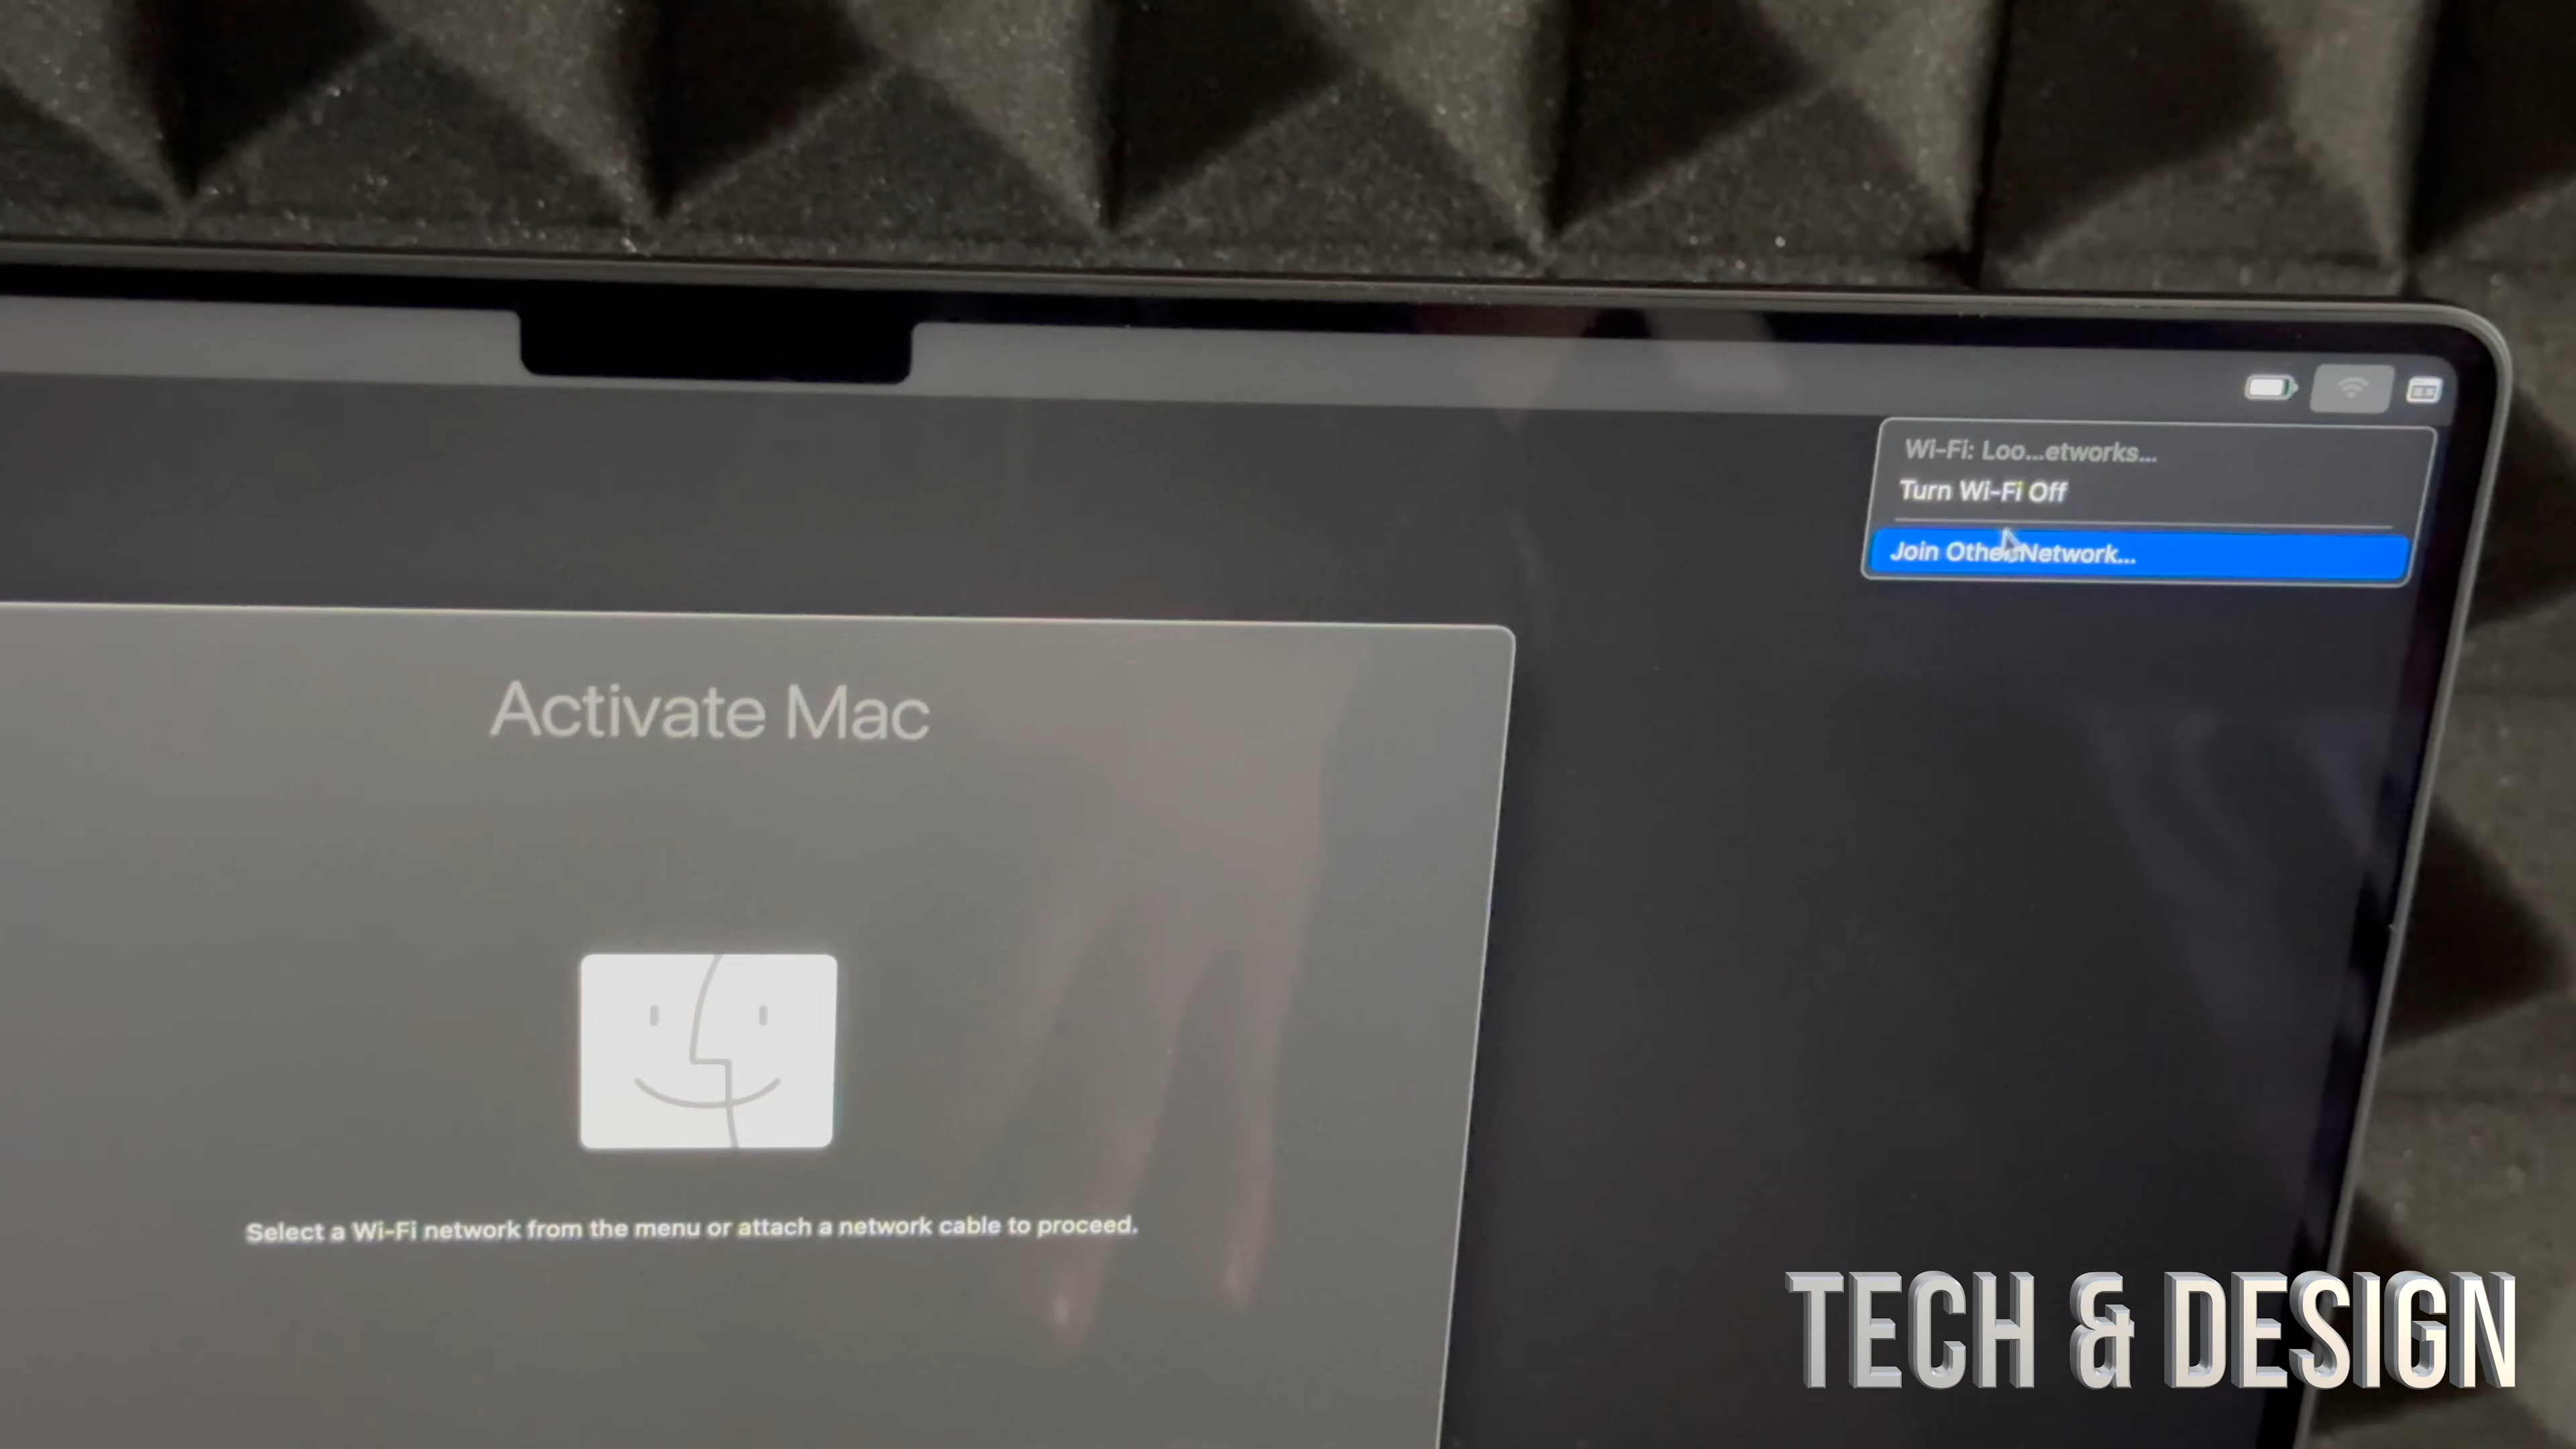 Wi-Fi: Loo...etworks...
Turn Wi-Fi Off
Join Other Network...
Activate Mac
Select a Wi-Fi network from the menu or attach a network cable to proceed.
TECH & DESIGN